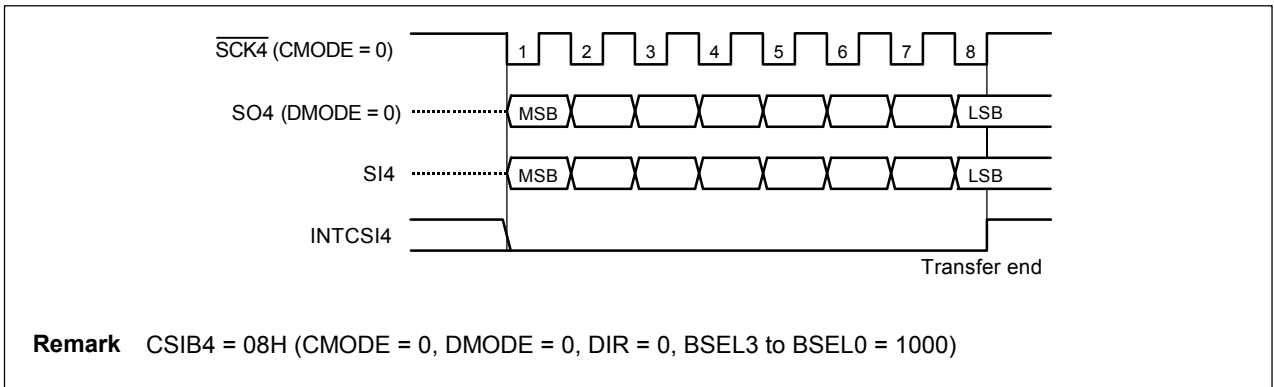 SCK4 (CMODE = 0)
1 2 3 4 5 6 7 8
SO4 (DMODE = 0)
MSB LSB
SI4
MSB LSB
INTCSI4
Transfer end
Remark CSIB4 = 08H (CMODE = 0, DMODE = 0, DIR = 0, BSEL3 to BSEL0 = 1000)